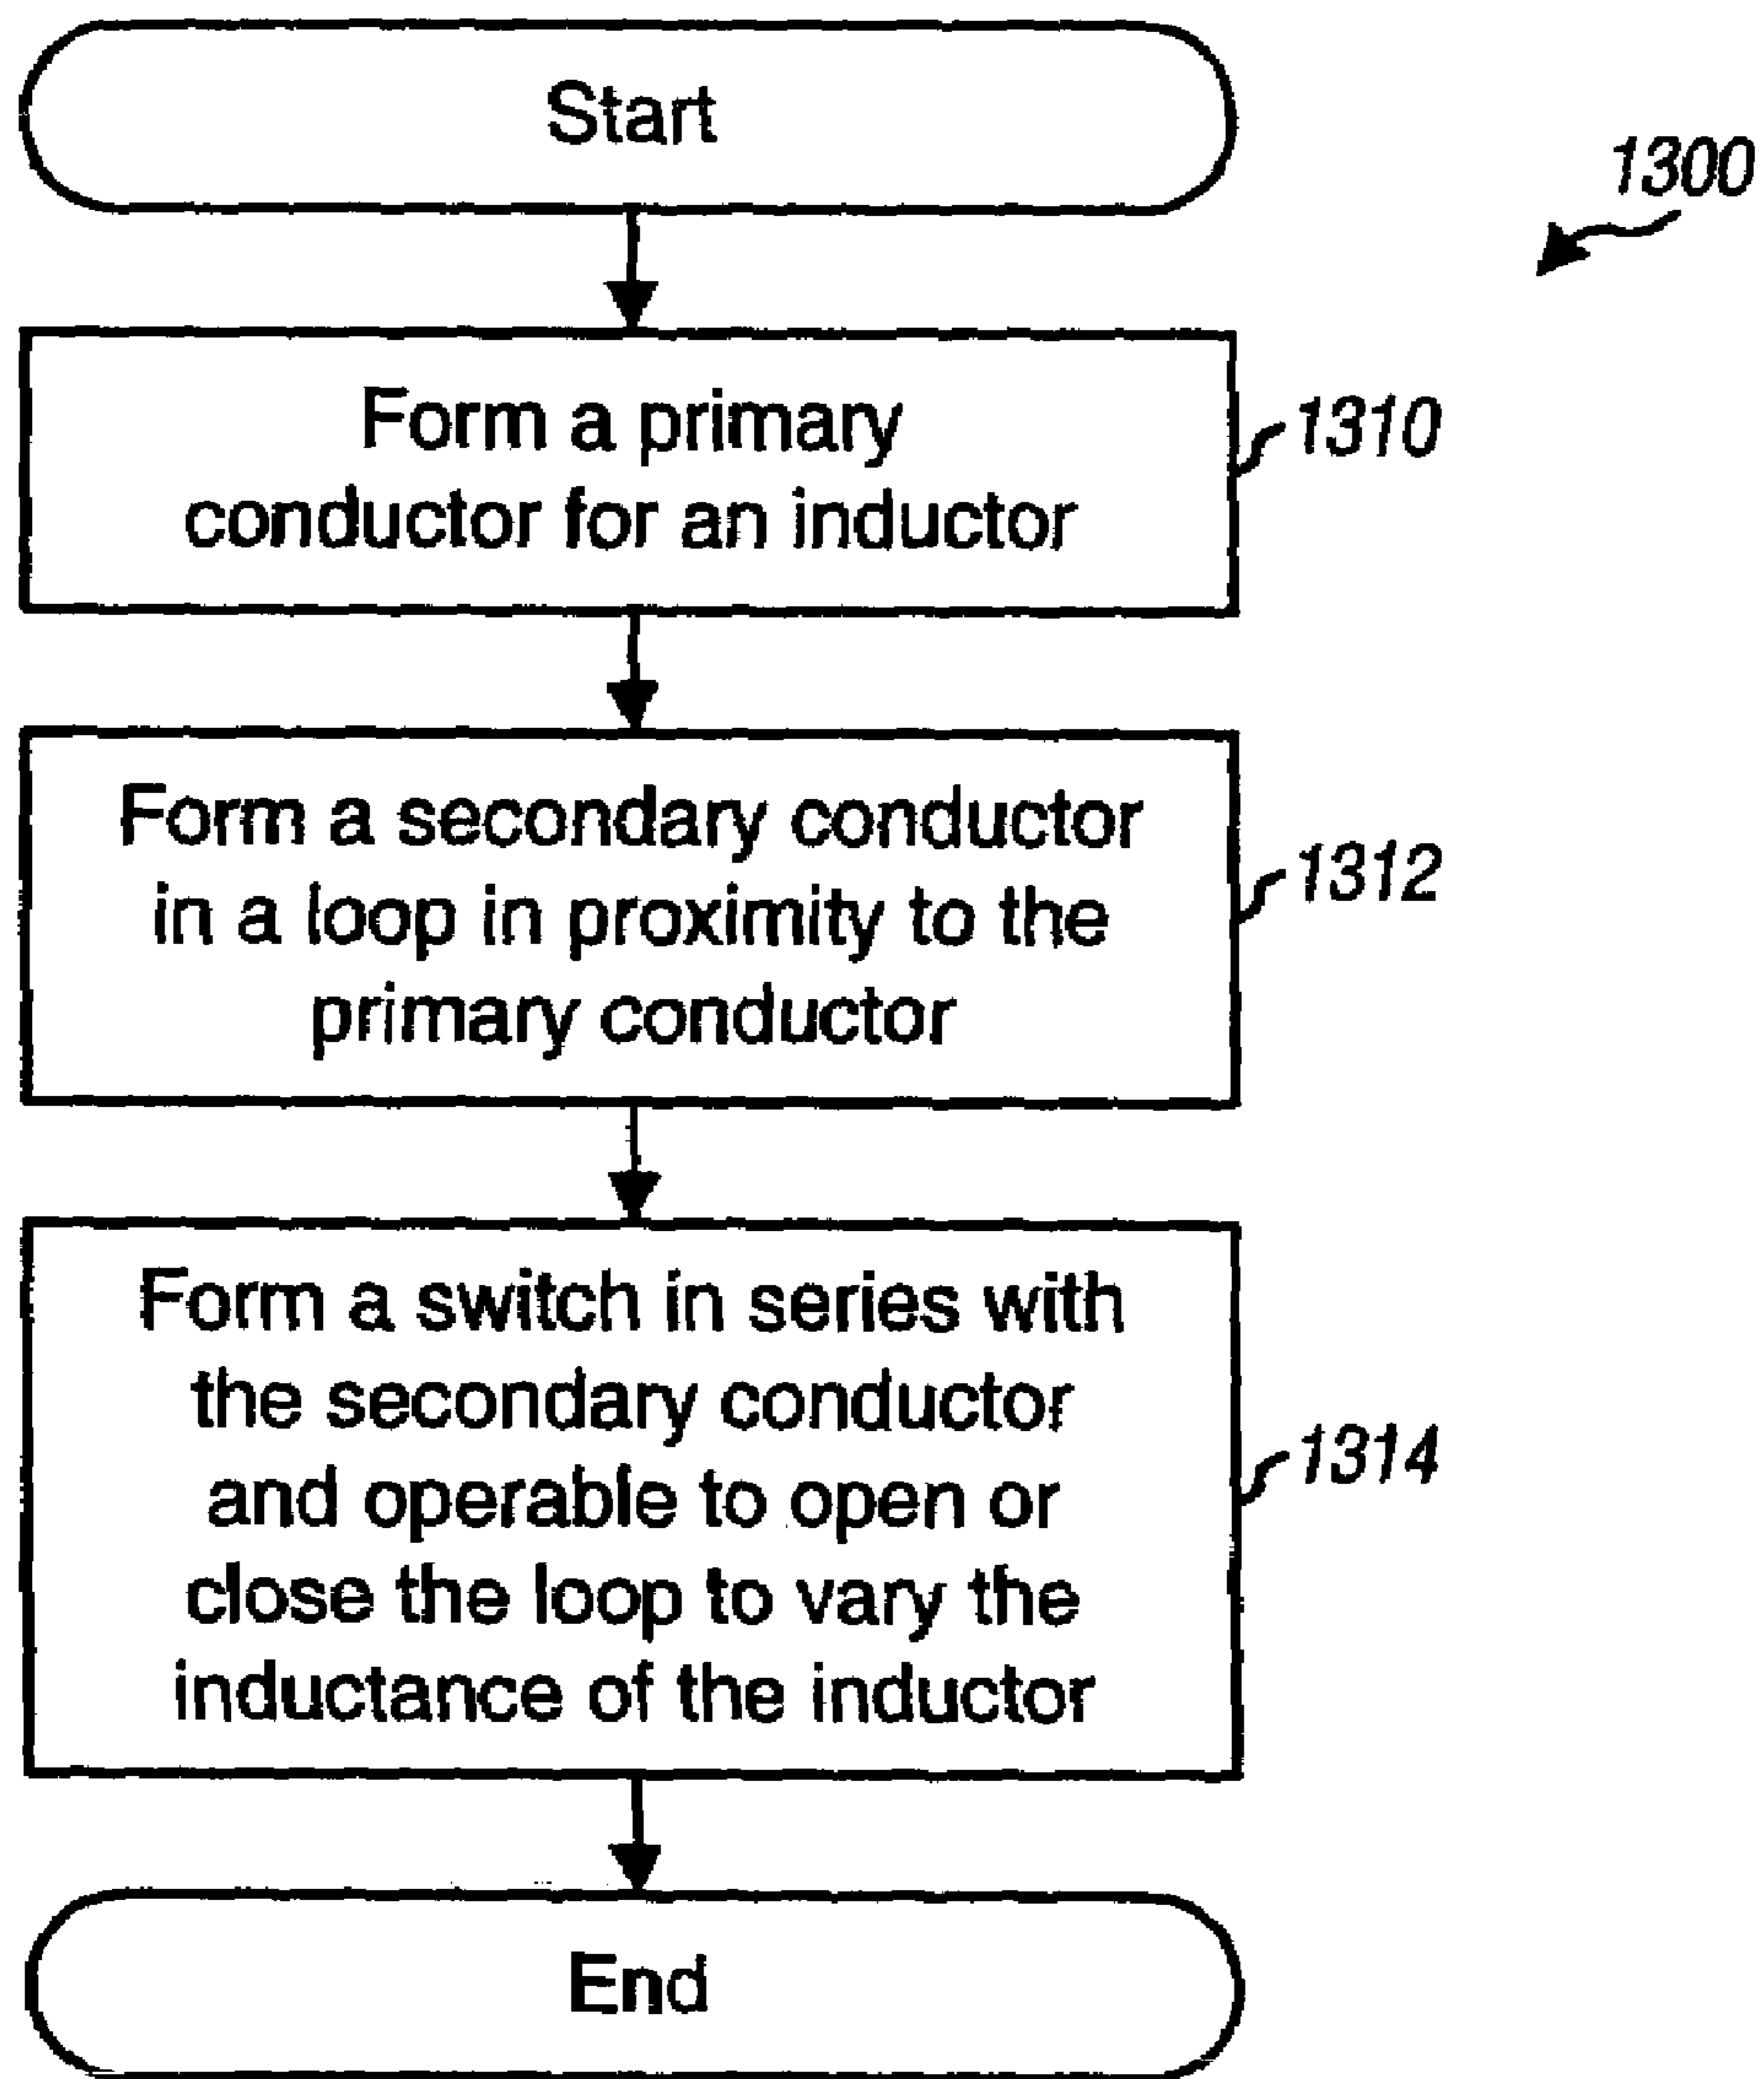 Start
1300
Form a primary
conductor for an inductor
1310
Form a secondary conductor
in a loop in proximity to the
primary conductor
1312
Form a switch in series with
the secondary conductor
and operable to open or
close the loop to vary the
inductance of the inductor
1314
End